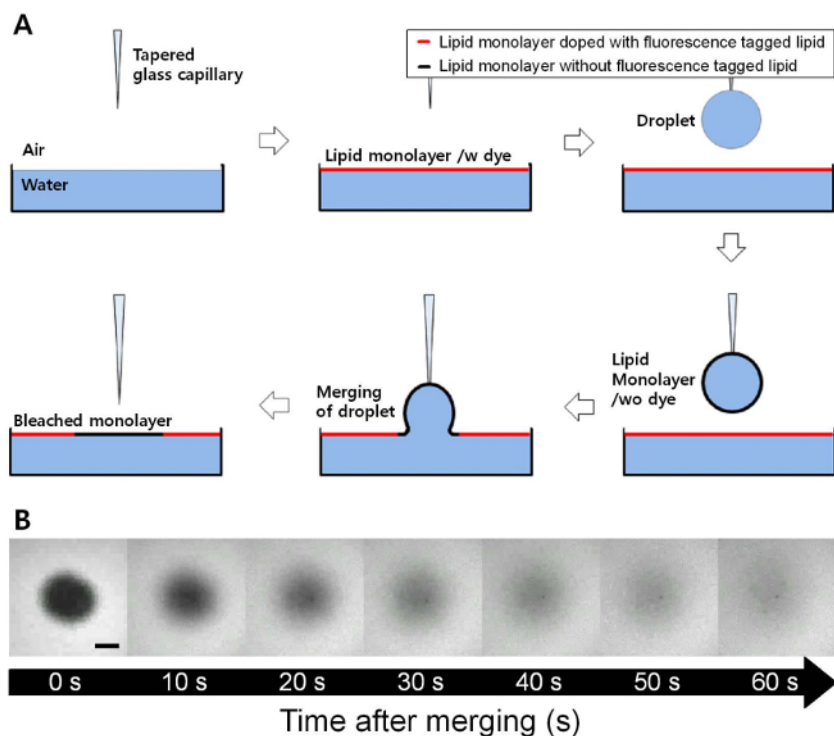 A
Tapered
glass capillary
Air
Water
Lipid monolayer /w dye
Lipid monolayer doped with fluorescence tagged lipid
Lipid monolayer without fluorescence tagged lipid
Droplet
Lipid
Monolayer
/wo dye
Merging
of droplet
Bleached monolayer
B
0 s 10 s 20 s 30 s 40 s 50 s 60 s
Time after merging (s)